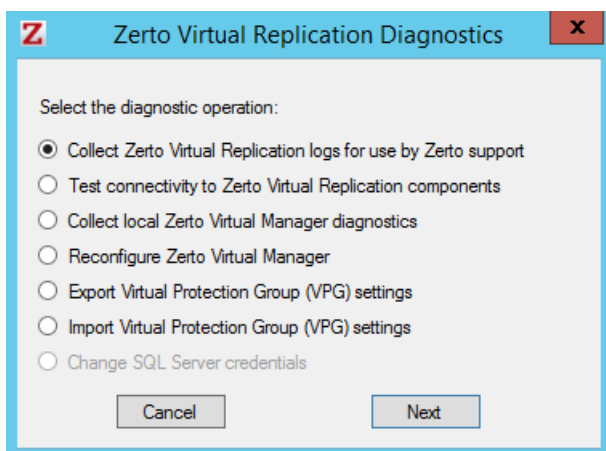 Z
Zerto Virtual Replication Diagnostics
x
Select the diagnostic operation:
Collect Zerto Virtual Replication logs for use by Zerto support
Test connectivity to Zerto Virtual Replication components
Collect local Zerto Virtual Manager diagnostics
Reconfigure Zerto Virtual Manager
Export Virtual Protection Group (VPG) settings
Import Virtual Protection Group (VPG) settings
Change SQL Server credentials
Cancel Next